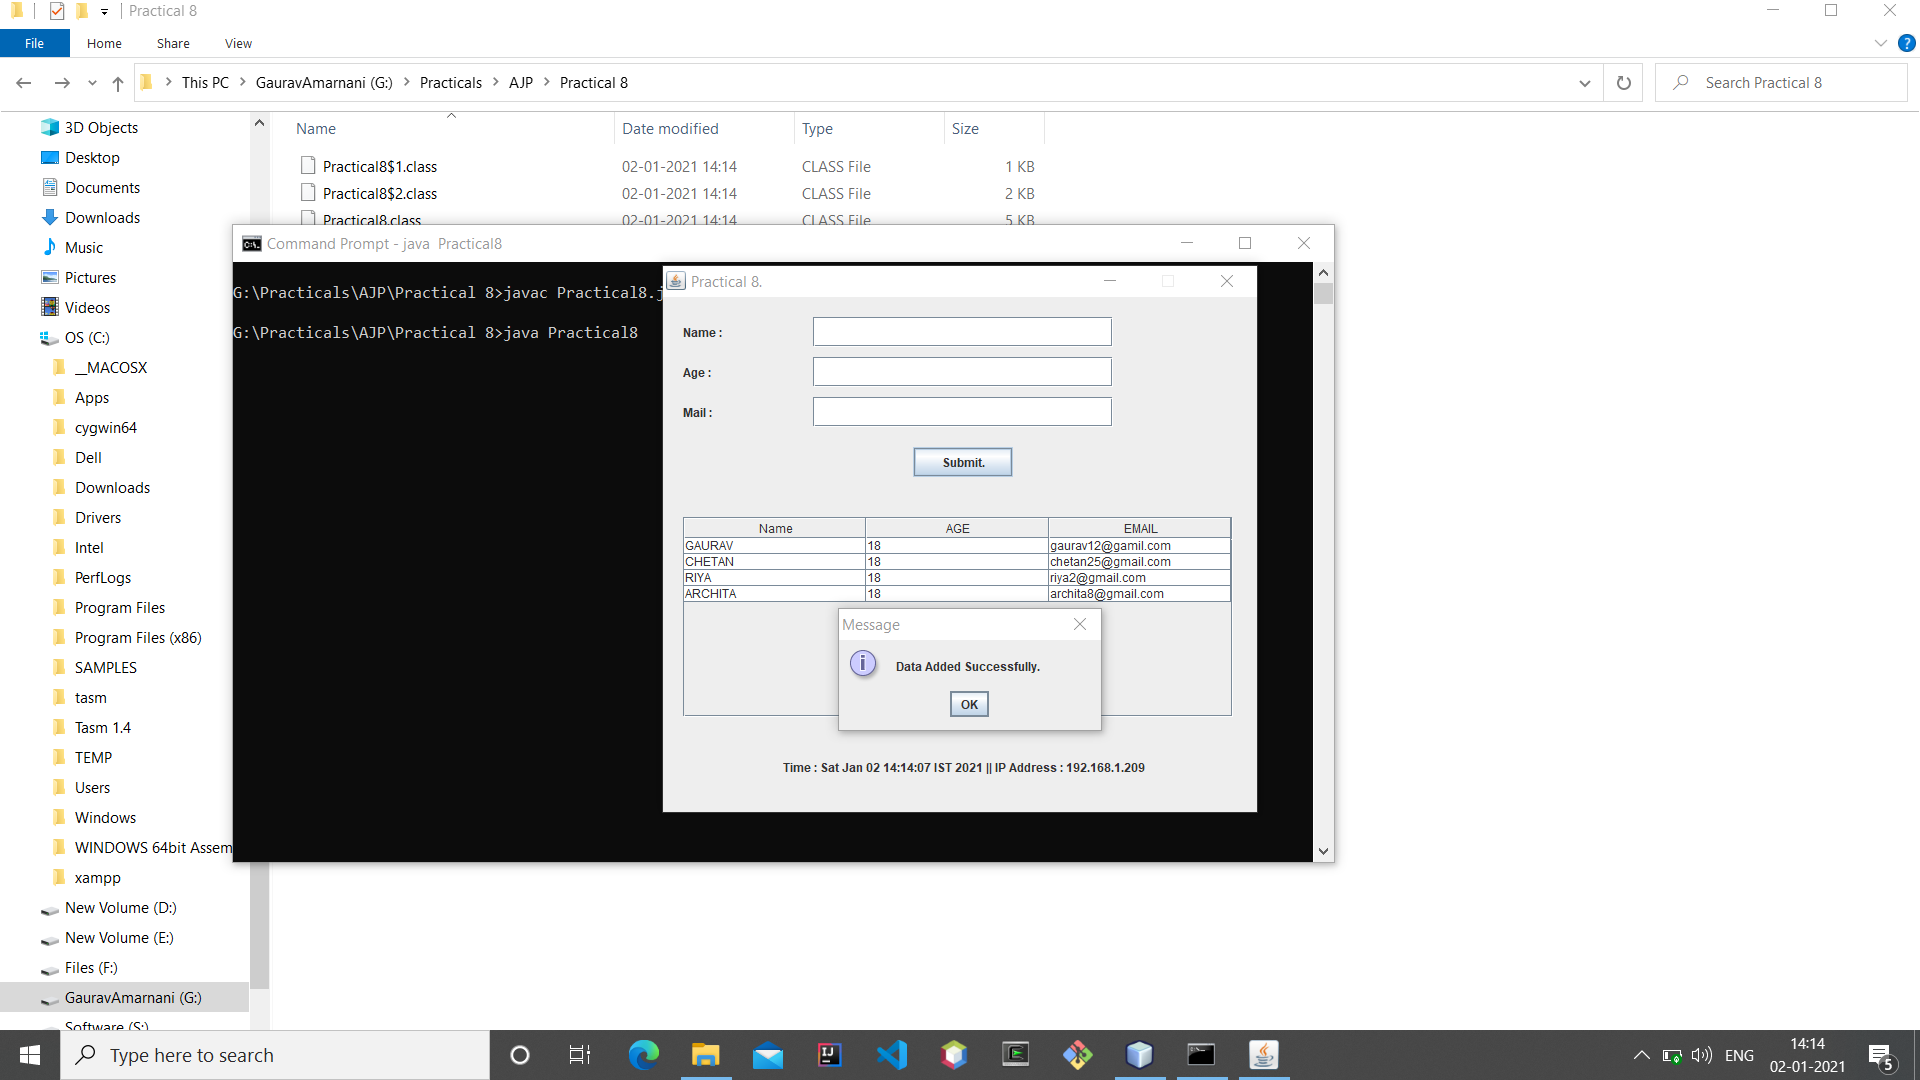 Practical 8
File Home Share View
This PC GauravAmarnani (G:) Practicals AJP Practical 8
Search Practical 8
Name Date modified Type Size
Practical8$1.class 02-01-2021 14:14 CLASS File 1 KB
Practical8$2.class 02-01-2021 14:14 CLASS File 2 KB
Practical8.class 02-01-2021 14:14 CLASS File 5 KB
3D Objects
Desktop
Documents
Downloads
Music
Pictures
Videos
OS (C:)
__MACOSX
Apps
cygwin64
Dell
Downloads
Drivers
Intel
PerfLogs
Program Files
Program Files (x86)
SAMPLES
tasm
Tasm 1.4
TEMP
Users
Windows
WINDOWS 64bit Assem
xampp
New Volume (D:)
New Volume (E:)
Files (F:)
GauravAmarnani (G:)
Software (S:)
Command Prompt - java  Practical8
G:\Practicals\AJP\Practical 8>javac Practical8.j
G:\Practicals\AJP\Practical 8>java Practical8
Practical 8.
Name :
Age :
Mail :
Submit.
Name AGE EMAIL
GAURAV 18 gaurav12@gamil.com
CHETAN 18 chetan25@gmail.com
RIYA 18 riya2@gmail.com
ARCHITA 18 archita8@gmail.com
Message
Data Added Successfully.
OK
Time : Sat Jan 02 14:14:07 IST 2021 || IP Address : 192.168.1.209
Type here to search
ENG
14:14
02-01-2021
5